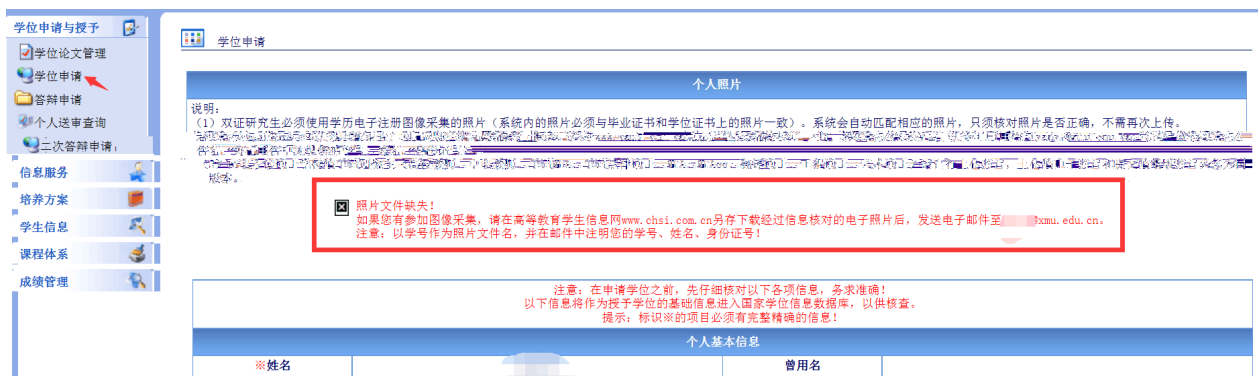 学位申请与授予
学位论文管理
学位申请
答辩申请
个人送审查询
二次答辩申请
信息服务
培养方案
学生信息
课程体系
成绩管理
学位申请
个人照片
说明：
（1）双证研究生必须使用学历电子注册图像采集的照片（系统内的照片必须与毕业证书和学位证书上的照片一致）。系统会自动匹配相应的照片，只须核对照片是否正确，不需再次上传。
照片文件缺失！
如果您有参加图像采集，请在高等教育学生信息网www.chsi.com.cn另存下载经过信息核对的电子照片后，发送电子邮件至xmu.edu.cn。
注意：以学号作为照片文件名，并在邮件中注明您的学号、姓名、身份证号！
注意：在申请学位之前，先仔细核对以下各项信息，务求准确！
以下信息将作为授予学位的基础信息进入国家学位信息数据库，以供核查。
提示：标识※的项目必须有完整精确的信息！
个人基本信息
※姓名
曾用名